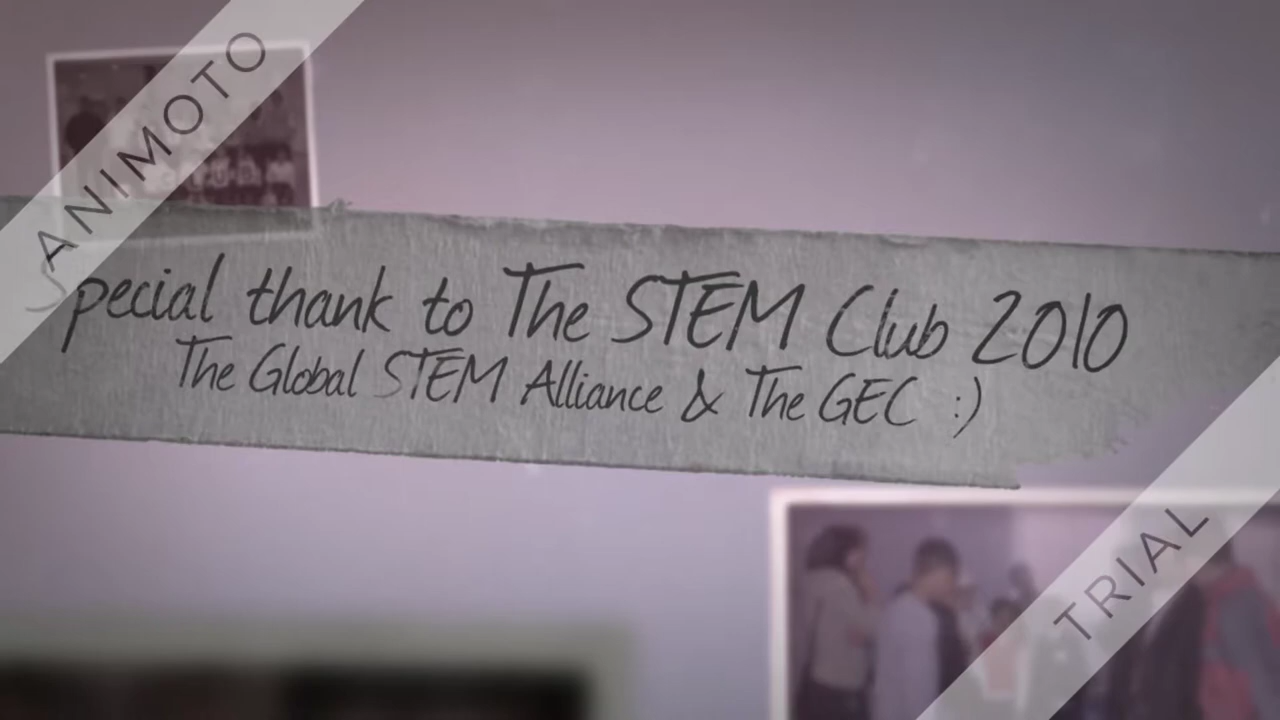 ANIMOTO
Special thank to The STEM Club 2010
The Global STEM Alliance & The GEC :)
TRIAL